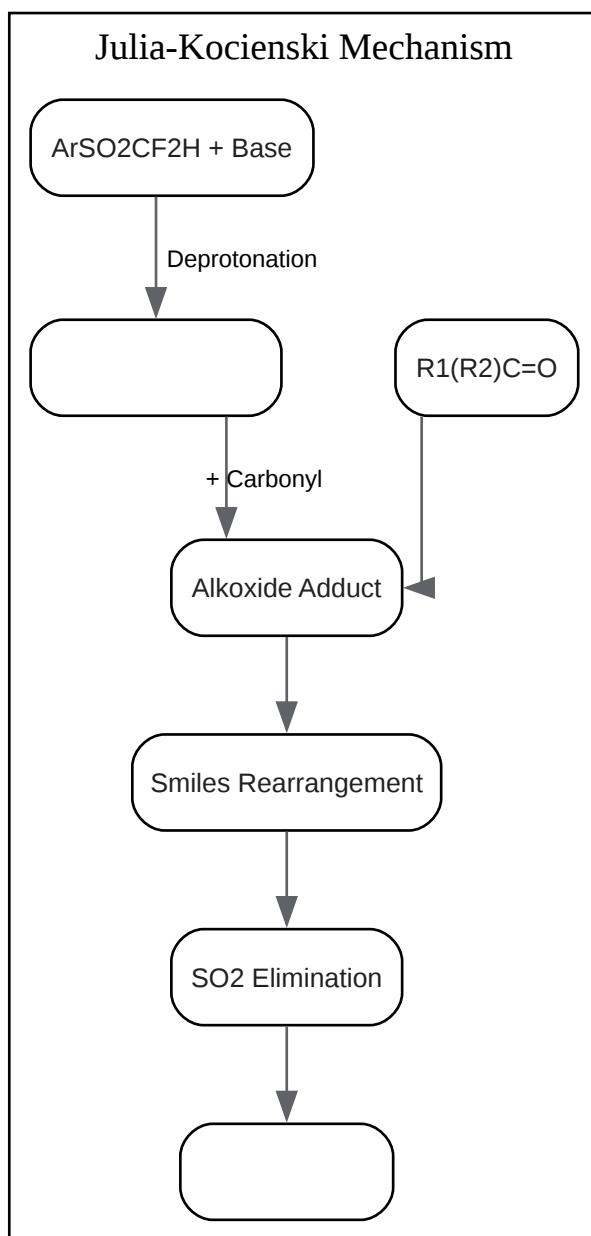 Julia-Kocienski Mechanism
ArSO2CF2H + Base
Deprotonation
R1(R2)C=O
+ Carbonyl
Alkoxide Adduct
Smiles Rearrangement
SO2 Elimination